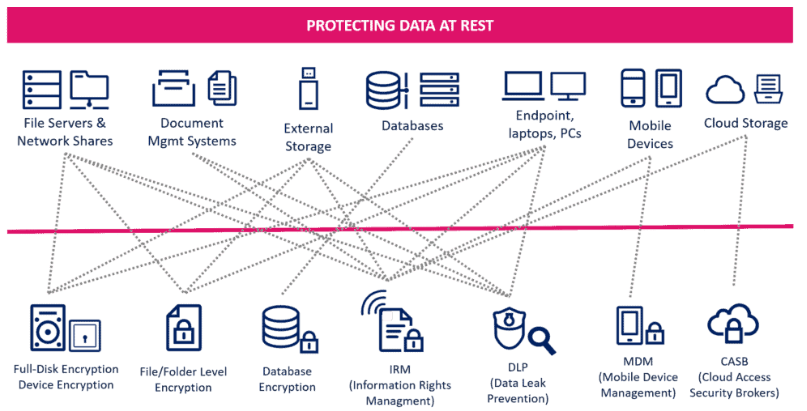 PROTECTING DATA AT REST
File Servers &
Network Shares
Document
Mgmt Systems
External
Storage
Databases
Endpoint,
laptops, PCs
Mobile
Devices
Cloud Storage
Full-Disk Encryption
Device Encryption
File/Folder Level
Encryption
Database
Encryption
IRM
(Information Rights
Managment)
DLP
(Data Leak
Prevention)
MDM
(Mobile Device
Management)
CASB
(Cloud Access
Security Brokers)